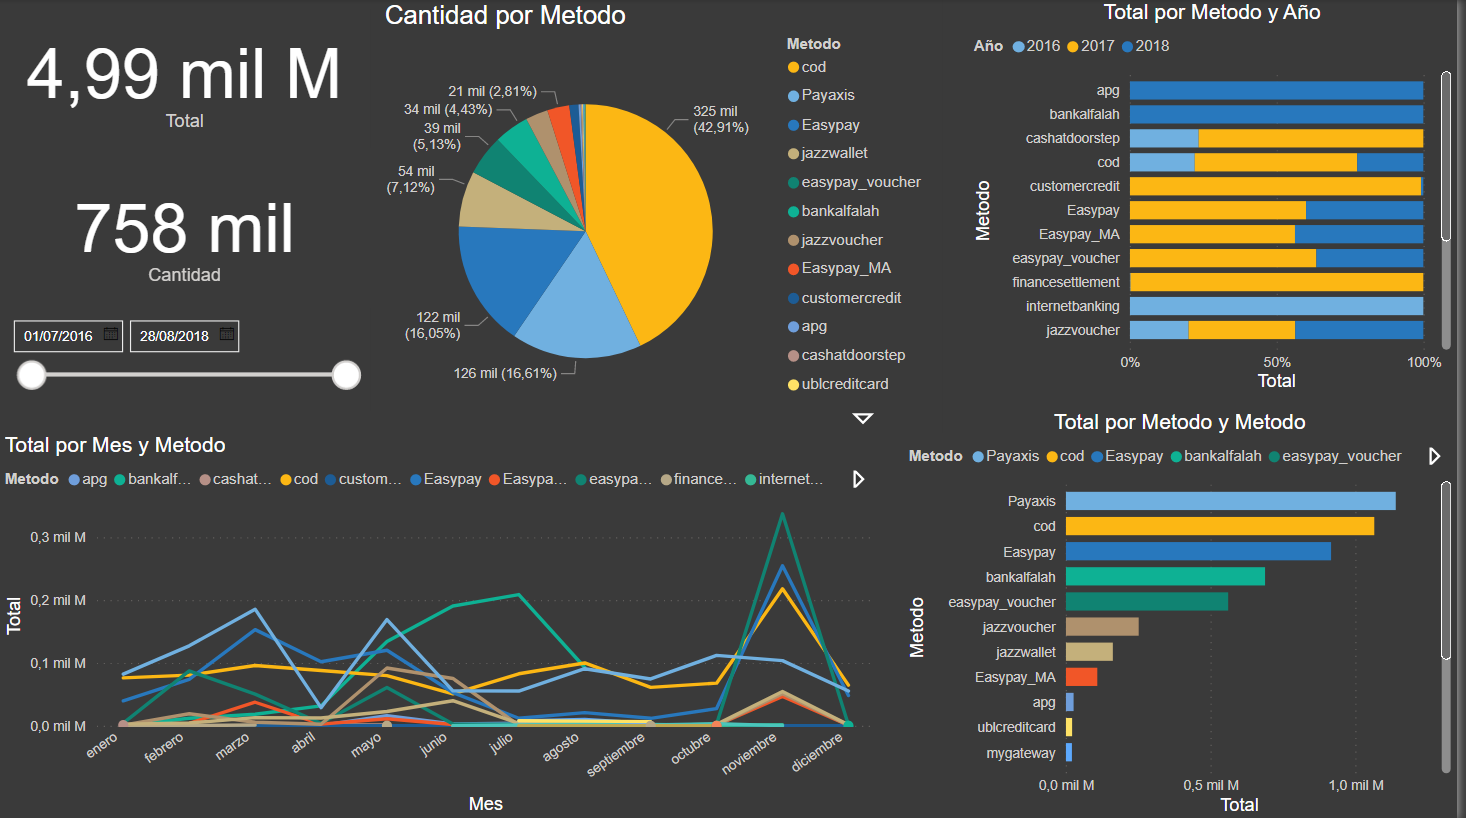 4,99 mil M
Total
758 mil
Cantidad
01/07/2016
28/08/2018
Cantidad por Metodo
325 mil
(42,91%)
126 mil (16,61%)
122 mil
(16,05%)
54 mil
(7,12%)
39 mil
(5,13%)
34 mil (4,43%)
21 mil (2,81%)
Metodo
cod
Payaxis
Easypay
jazzwallet
easypay_voucher
bankalfalah
jazzvoucher
Easypay_MA
customercredit
apg
cashatdoorstep
ublcreditcard
Total por Metodo y Año
Año 2016 2017 2018
Metodo
apg
bankalfalah
cashatdoorstep
cod
customercredit
Easypay
Easypay_MA
easypay_voucher
financesettlement
internetbanking
jazzvoucher
0% 50% 100%
Total
Total por Mes y Metodo
Metodo apg bankalf... cashat... cod custom... Easypay Easypa... easypa... finance... internet...
Total
0,3 mil M
0,2 mil M
0,1 mil M
0,0 mil M
enero febrero marzo abril mayo junio julio agosto septiembre octubre noviembre diciembre
Mes
Total por Metodo y Metodo
Metodo Payaxis cod Easypay bankalfalah easypay_voucher
Metodo
Payaxis
cod
Easypay
bankalfalah
easypay_voucher
jazzvoucher
jazzwallet
Easypay_MA
apg
ublcreditcard
mygateway
0,0 mil M 0,5 mil M 1,0 mil M
Total